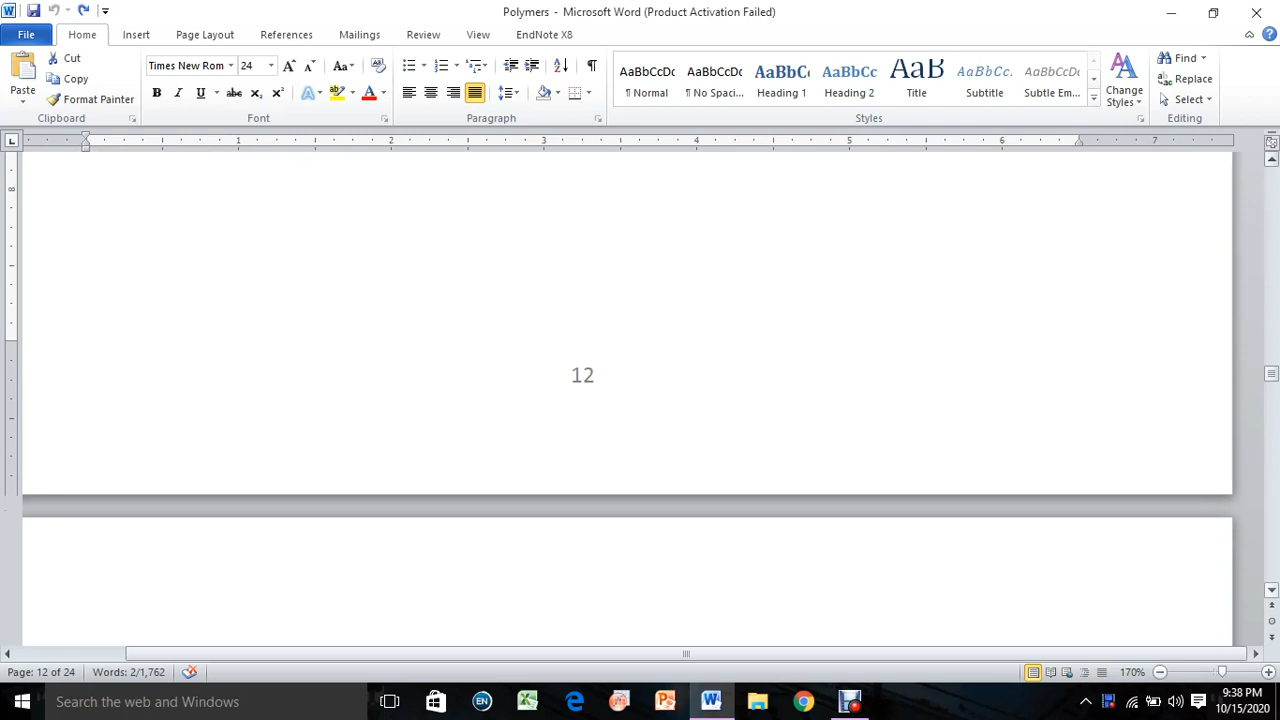 Polymers - Microsoft Word (Product Activation Failed)
File Home Insert Page Layout References Mailings Review View EndNote X8
Paste Cut Copy Format Painter
Clipboard
Times New Rom 24 Aa
B I U abc x₂ x² A A
Font
Paragraph
AaBbCcDc AaBbCcDc AaBbC AaBbCc AaB AaBbCc. AaBbCcDc
¶ Normal ¶ No Spaci... Heading 1 Heading 2 Title Subtitle Subtle Em...
Styles
Change Styles
Find
Replace
Select
Editing
1 2 3 4 5 6 7
8
12
Page: 12 of 24 Words: 2/1,762 170%
Search the web and Windows
EN
9:38 PM
10/15/2020